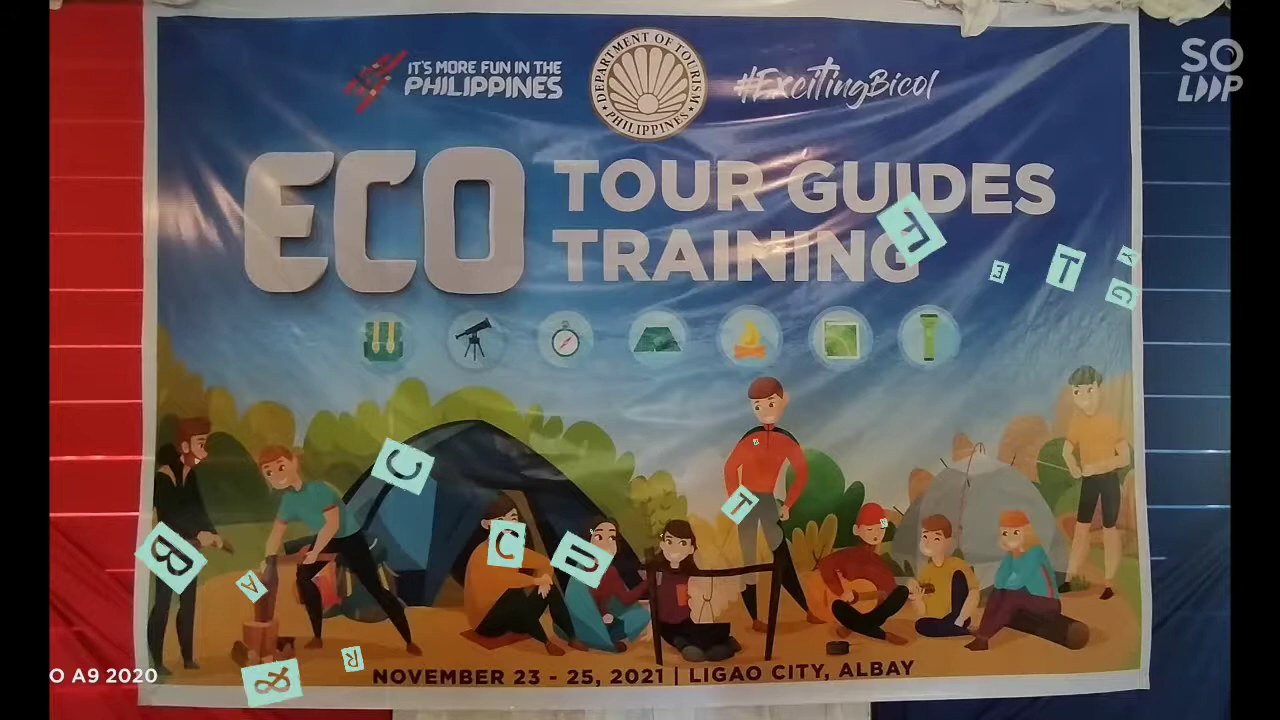 IT'S MORE FUN IN THE
PHILIPPINES
DEPARTMENT OF TOURISM
PHILIPPINES
#ExcitingBicol
SO
LOOP
ECO
TOUR GUIDES
TRAINING
F
3
T
Y
G
C
T
C
B
B
A
R
&
O A9 2020
NOVEMBER 23 - 25, 2021 | LIGAO CITY, ALBAY